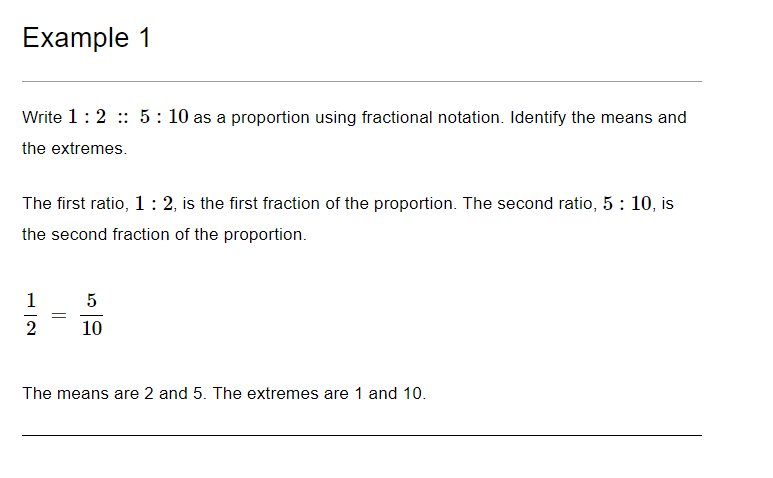 Example 1
Write 1 : 2 :: 5 : 10 as a proportion using fractional notation. Identify the means and
the extremes.
The first ratio, 1 : 2, is the first fraction of the proportion. The second ratio, 5 : 10, is
the second fraction of the proportion.
1/2 = 5/10
The means are 2 and 5. The extremes are 1 and 10.